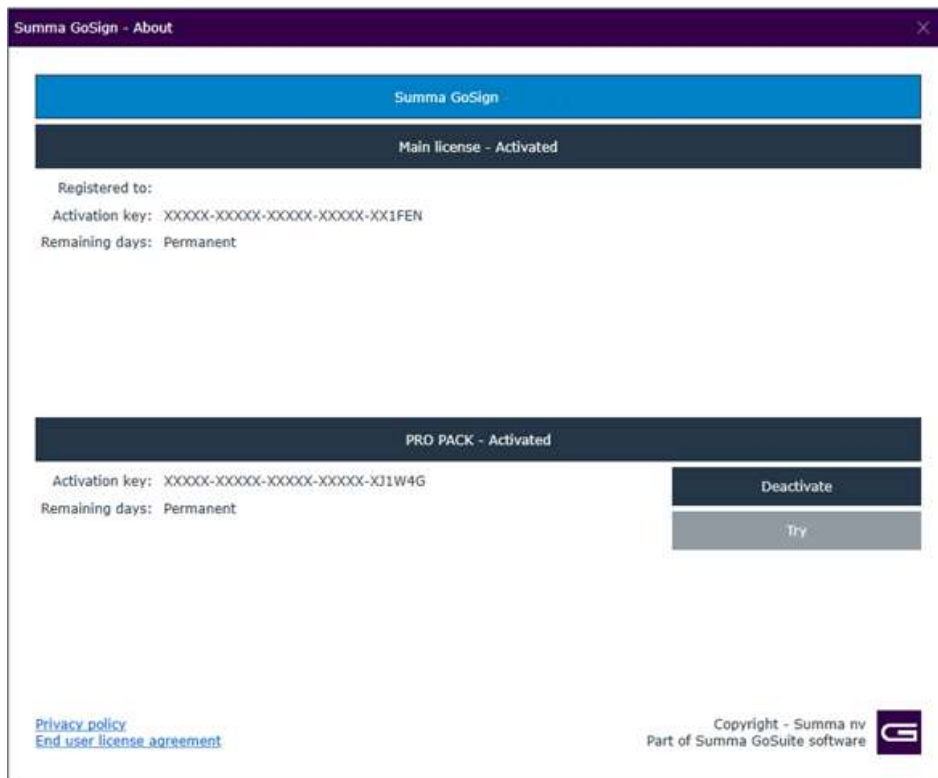 Summa GoSign - About
Summa GoSign
Main license - Activated
Registered to:
Activation key: XXXXX-XXXXX-XXXXX-XXXXX-XX1FEN
Remaining days: Permanent
PRO PACK - Activated
Activation key: XXXXX-XXXXX-XXXXX-XXXXX-XJ1W4G
Deactivate
Remaining days: Permanent
Try
Privacy policy
End user license agreement
Copyright - Summa nv
Part of Summa GoSuite software